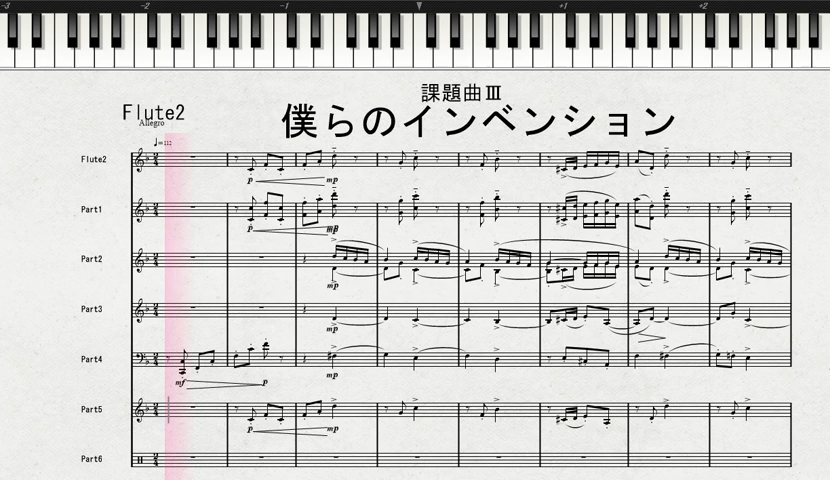 -3 -2 -1 +1 +2
課題曲Ⅲ
Flute2
僕らのインベンション
Allegro
♩=112
Flute2
p mp
Part1
p mp
Part2
mp
Part3
mp
Part4
mp
mf p
Part5
p mp
Part6